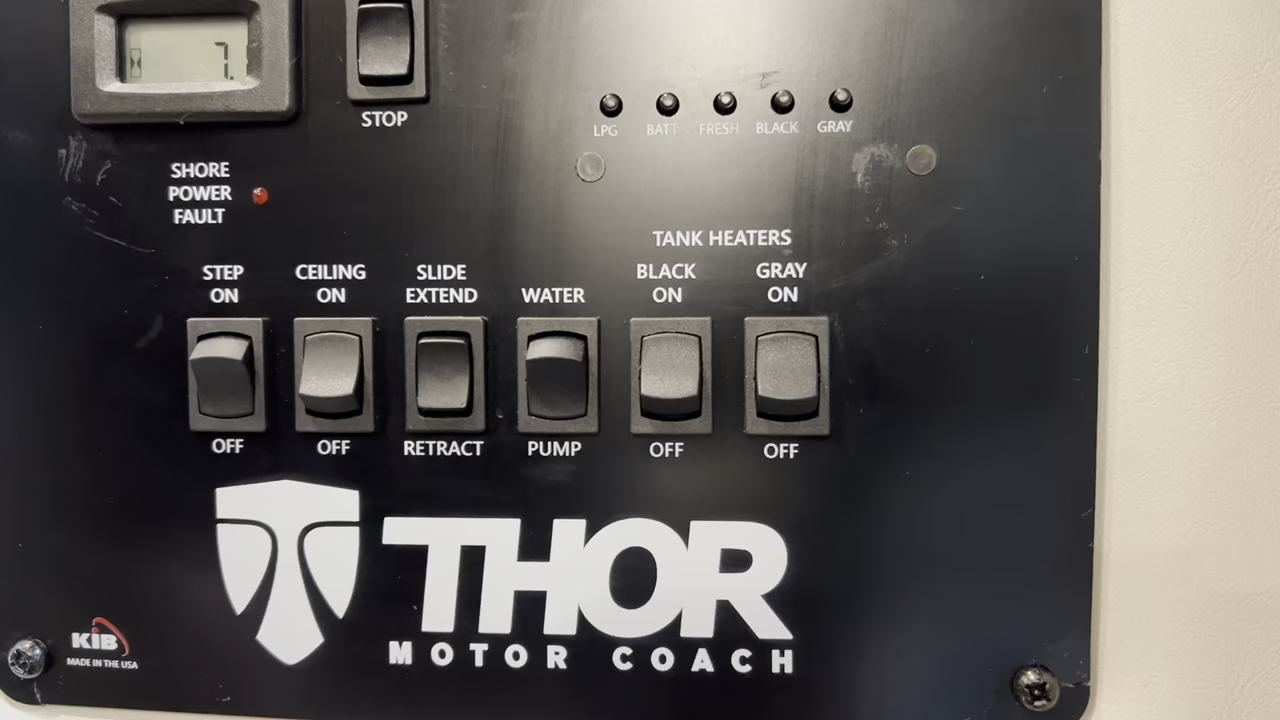 7.
STOP
LPG BATT FRESH BLACK GRAY
SHORE
POWER
FAULT
TANK HEATERS
STEP
ON
CEILING
ON
SLIDE
EXTEND
WATER
BLACK
ON
GRAY
ON
OFF
OFF
RETRACT
PUMP
OFF
OFF
THOR
MOTOR COACH
KiB
MADE IN THE USA